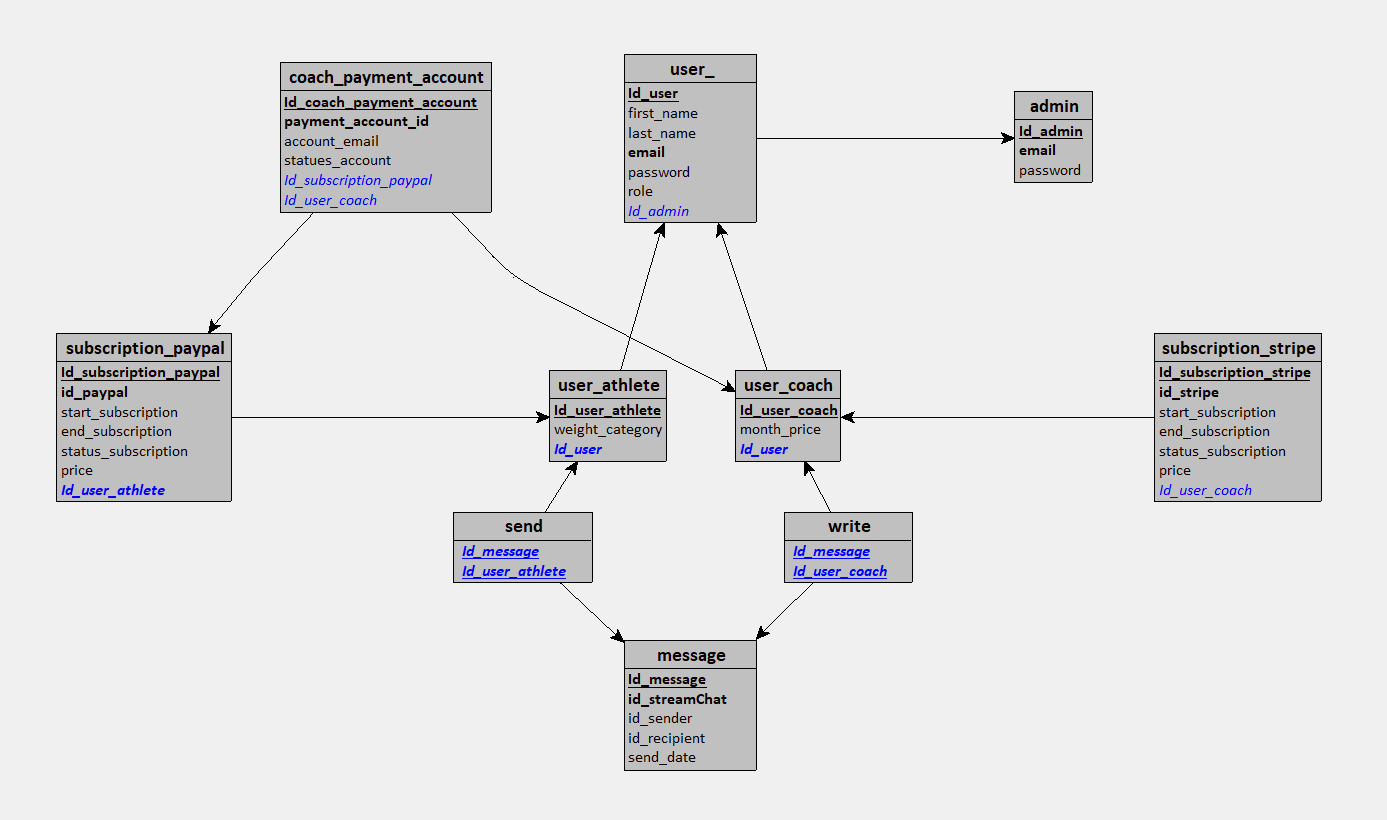 coach_payment_account
Id_coach_payment_account
payment_account_id
account_email
statues_account
Id_subscription_paypal
Id_user_coach
user_
Id_user
first_name
last_name
email
password
role
Id_admin
admin
Id_admin
email
password
subscription_paypal
Id_subscription_paypal
id_paypal
start_subscription
end_subscription
status_subscription
price
Id_user_athlete
user_athlete
Id_user_athlete
weight_category
Id_user
user_coach
Id_user_coach
month_price
Id_user
subscription_stripe
Id_subscription_stripe
id_stripe
start_subscription
end_subscription
status_subscription
price
Id_user_coach
send
Id_message
Id_user_athlete
write
Id_message
Id_user_coach
message
Id_message
id_streamChat
id_sender
id_recipient
send_date